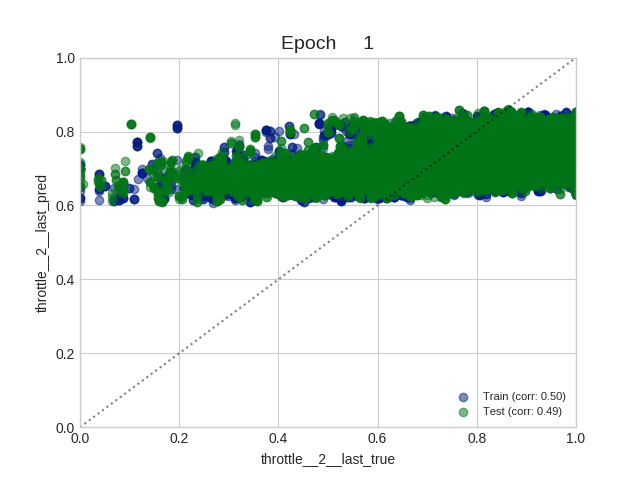 Epoch 1
1.0
0.8
0.6
0.4
0.2
0.0
throttle__2__last_pred
0.0 0.2 0.4 0.6 0.8 1.0
throttle__2__last_true
Train (corr: 0.50)
Test (corr: 0.49)